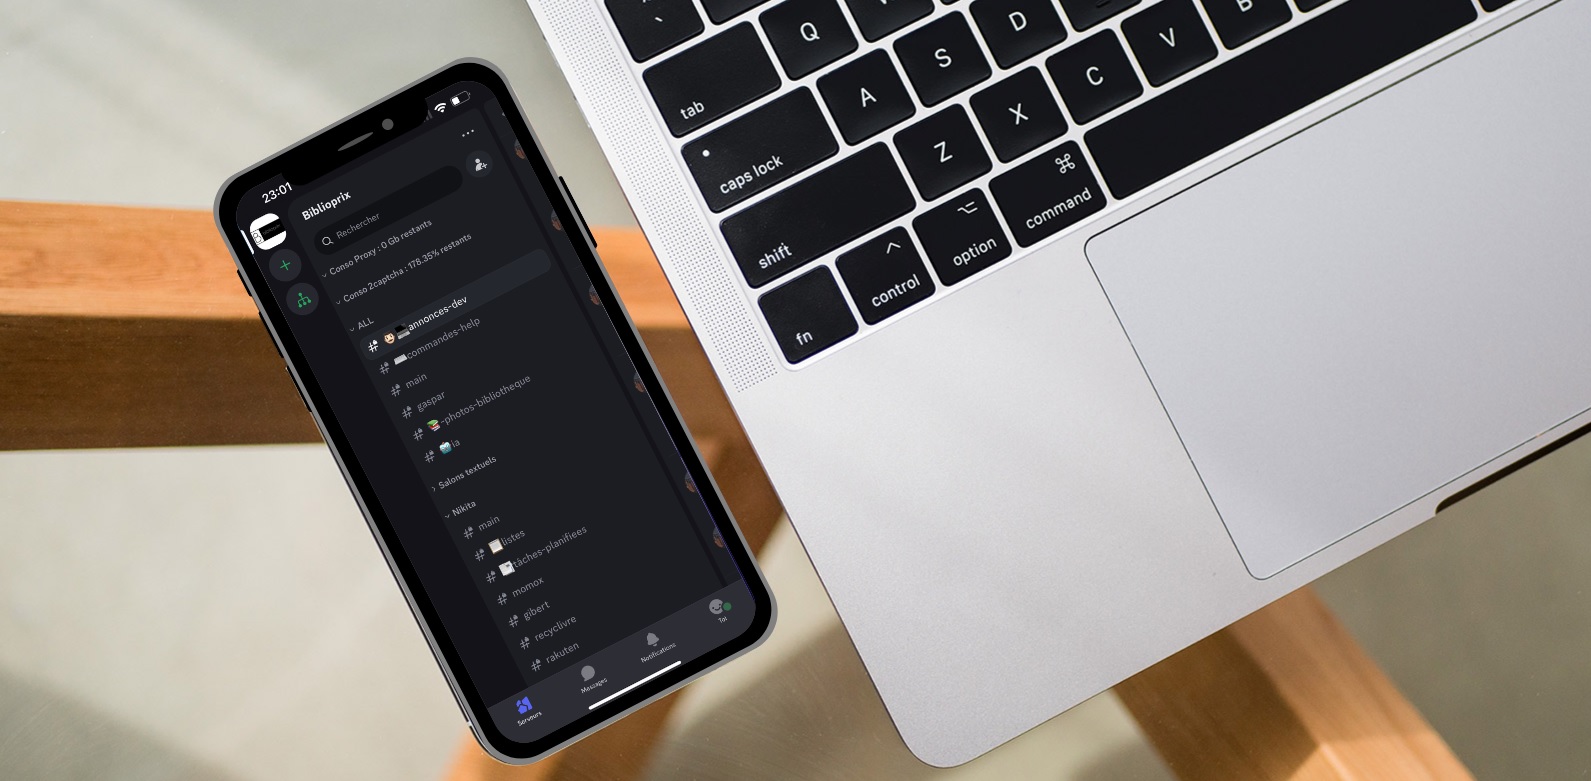 23:01
Biblioprix
Rechercher
Conso Proxy : 0 Gb restants
Conso 2captcha : 178.35% restants
ALL
annonces-dev
commandes-help
main
gaspar
-photos-bibliotheque
ia
Salons textuels
Nikita
main
listes
tâches-planifiees
momox
gibert
recyclivre
rakuten
Serveurs
Messages
Notifications
Toi
Q
tab
A
S
D
caps lock
Z
X
C
V
B
shift
fn
control
option
command